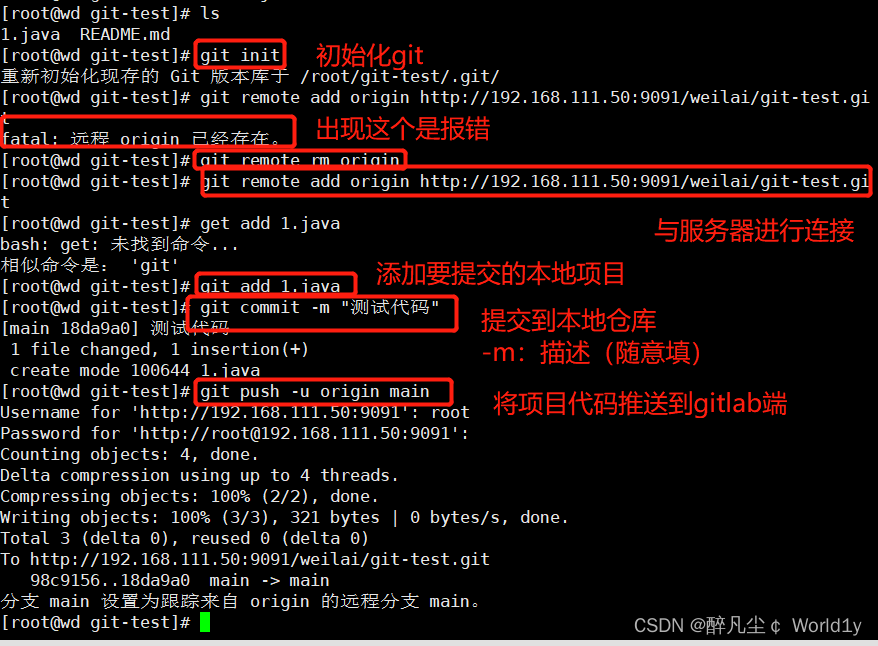 [root@wd git-test]# ls
1.java  README.md
[root@wd git-test]# git init
初始化git
重新初始化现存的 Git 版本库于 /root/git-test/.git/
[root@wd git-test]# git remote add origin http://192.168.111.50:9091/weilai/git-test.gi
t
fatal: 远程 origin 已经存在。
出现这个是报错
[root@wd git-test]# git remote rm origin
[root@wd git-test]# git remote add origin http://192.168.111.50:9091/weilai/git-test.gi
t
[root@wd git-test]# get add 1.java
与服务器进行连接
bash: get: 未找到命令...
相似命令是： 'git'
[root@wd git-test]# git add 1.java
添加要提交的本地项目
[root@wd git-test]# git commit -m "测试代码"
提交到本地仓库
[main 18da9a0] 测试代码
 1 file changed, 1 insertion(+)
-m：描述（随意填）
 create mode 100644 1.java
[root@wd git-test]# git push -u origin main
将项目代码推送到gitlab端
Username for 'http://192.168.111.50:9091': root
Password for 'http://root@192.168.111.50:9091':
Counting objects: 4, done.
Delta compression using up to 4 threads.
Compressing objects: 100% (2/2), done.
Writing objects: 100% (3/3), 321 bytes | 0 bytes/s, done.
Total 3 (delta 0), reused 0 (delta 0)
To http://192.168.111.50:9091/weilai/git-test.git
   98c9156..18da9a0  main -> main
分支 main 设置为跟踪来自 origin 的远程分支 main。
[root@wd git-test]#
CSDN @醉凡尘￠ World1y